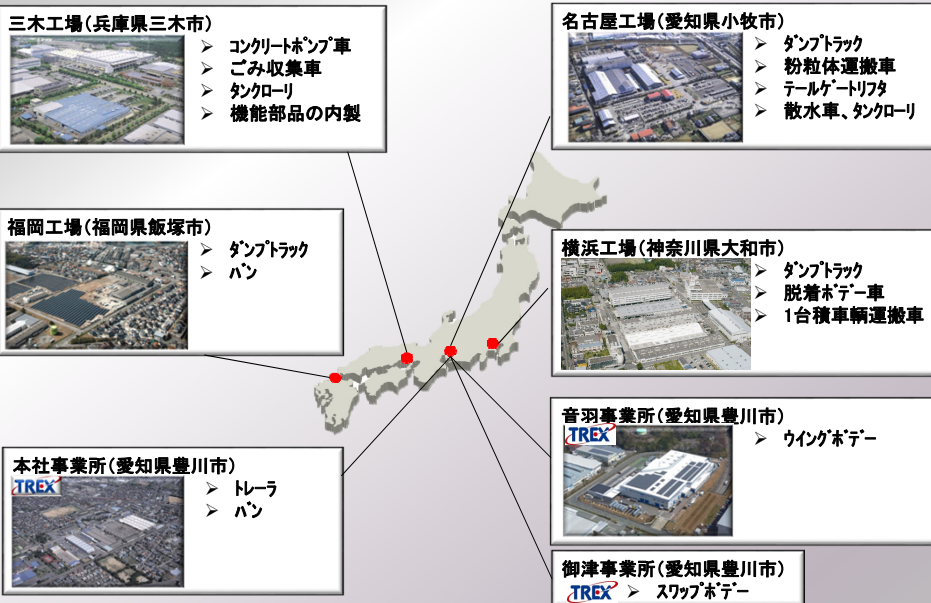 三木工場(兵庫県三木市)
➢ コンクリートポンプ車
➢ ごみ収集車
➢ タンクローリ
➢ 機能部品の内製
名古屋工場(愛知県小牧市)
➢ ダンプトラック
➢ 粉粒体運搬車
➢ テールゲートリフタ
➢ 散水車、タンクローリ
福岡工場(福岡県飯塚市)
➢ ダンプトラック
➢ バン
横浜工場(神奈川県大和市)
➢ ダンプトラック
➢ 脱着ボデー車
➢ 1台積車輌運搬車
本社事業所(愛知県豊川市)
TREX
➢ トレーラ
➢ バン
音羽事業所(愛知県豊川市)
TREX
➢ ウイングボデー
御津事業所(愛知県豊川市)
TREX ➢ スワップボデー